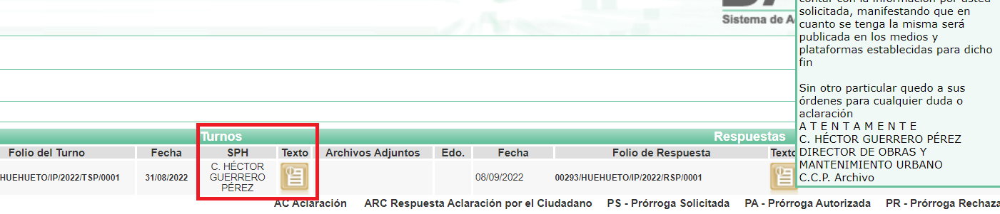 contar con la información por usted
solicitada, manifestando que en
cuanto se tenga la misma será
publicada en los medios y
plataformas establecidas para dicho
fin
Sin otro particular quedo a sus
órdenes para cualquier duda o
aclaración
A T E N T A M E N T E
C. HÉCTOR GUERRERO PÉREZ
DIRECTOR DE OBRAS Y
MANTENIMIENTO URBANO
C.C.P. Archivo
Sistema de
Turnos Respuestas
Folio del Turno Fecha SPH Texto Archivos Adjuntos Edo. Fecha Folio de Respuesta Texto
HUEHUETO/IP/2022/TSP/0001 31/08/2022 C. HÉCTOR GUERRERO PÉREZ 08/09/2022 00293/HUEHUETO/IP/2022/RSP/0001
AC Aclaración ARC Respuesta Aclaración por el Ciudadano PS - Prórroga Solicitada PA - Prórroga Autorizada PR - Prórroga Rechaza